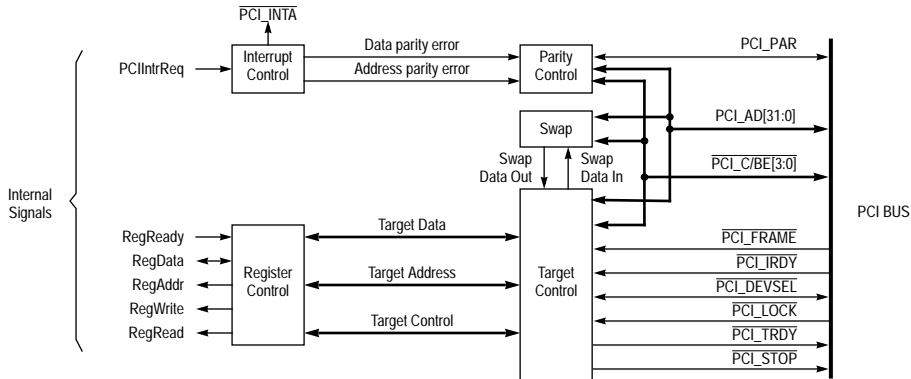 PCI_INTA
PCIIntrReq
Interrupt
Control
Data parity error
Address parity error
Parity
Control
PCI_PAR
PCI_AD[31:0]
Swap
PCI_C/BE[3:0]
Swap
Data Out
Swap
Data In
Internal
Signals
PCI BUS
RegReady
RegData
RegAddr
RegWrite
RegRead
Register
Control
Target Data
Target Address
Target Control
Target
Control
PCI_FRAME
PCI_IRDY
PCI_DEVSEL
PCI_LOCK
PCI_TRDY
PCI_STOP